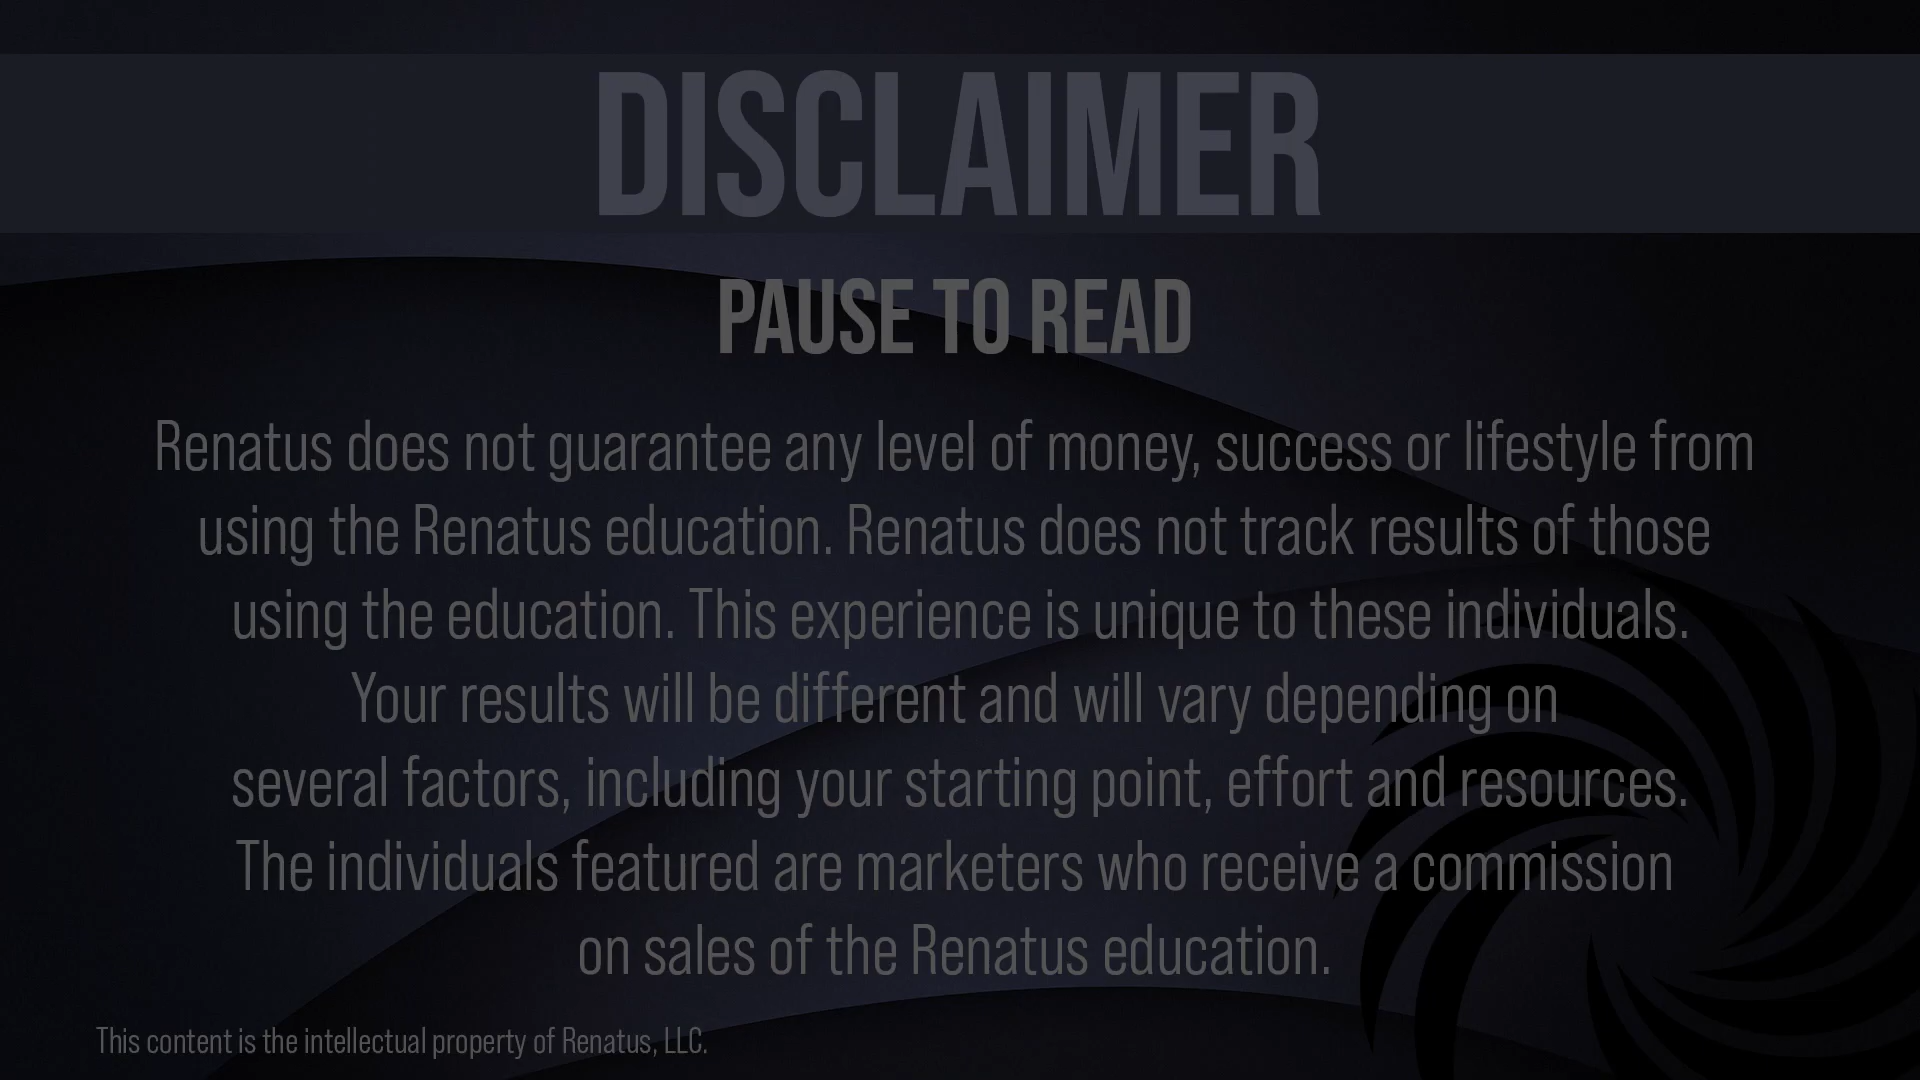 DISCLAIMER
PAUSE TO READ
Renatus does not guarantee any level of money, success or lifestyle from
using the Renatus education. Renatus does not track results of those
using the education. This experience is unique to these individuals.
Your results will be different and will vary depending on
several factors, including your starting point, effort and resources.
The individuals featured are marketers who receive a commission
on sales of the Renatus education.
This content is the intellectual property of Renatus, LLC.